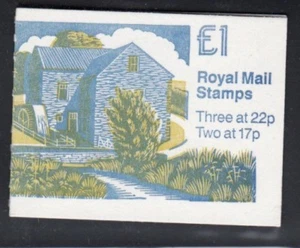 £1
Royal Mail
Stamps
Three at 22p
Two at 17p